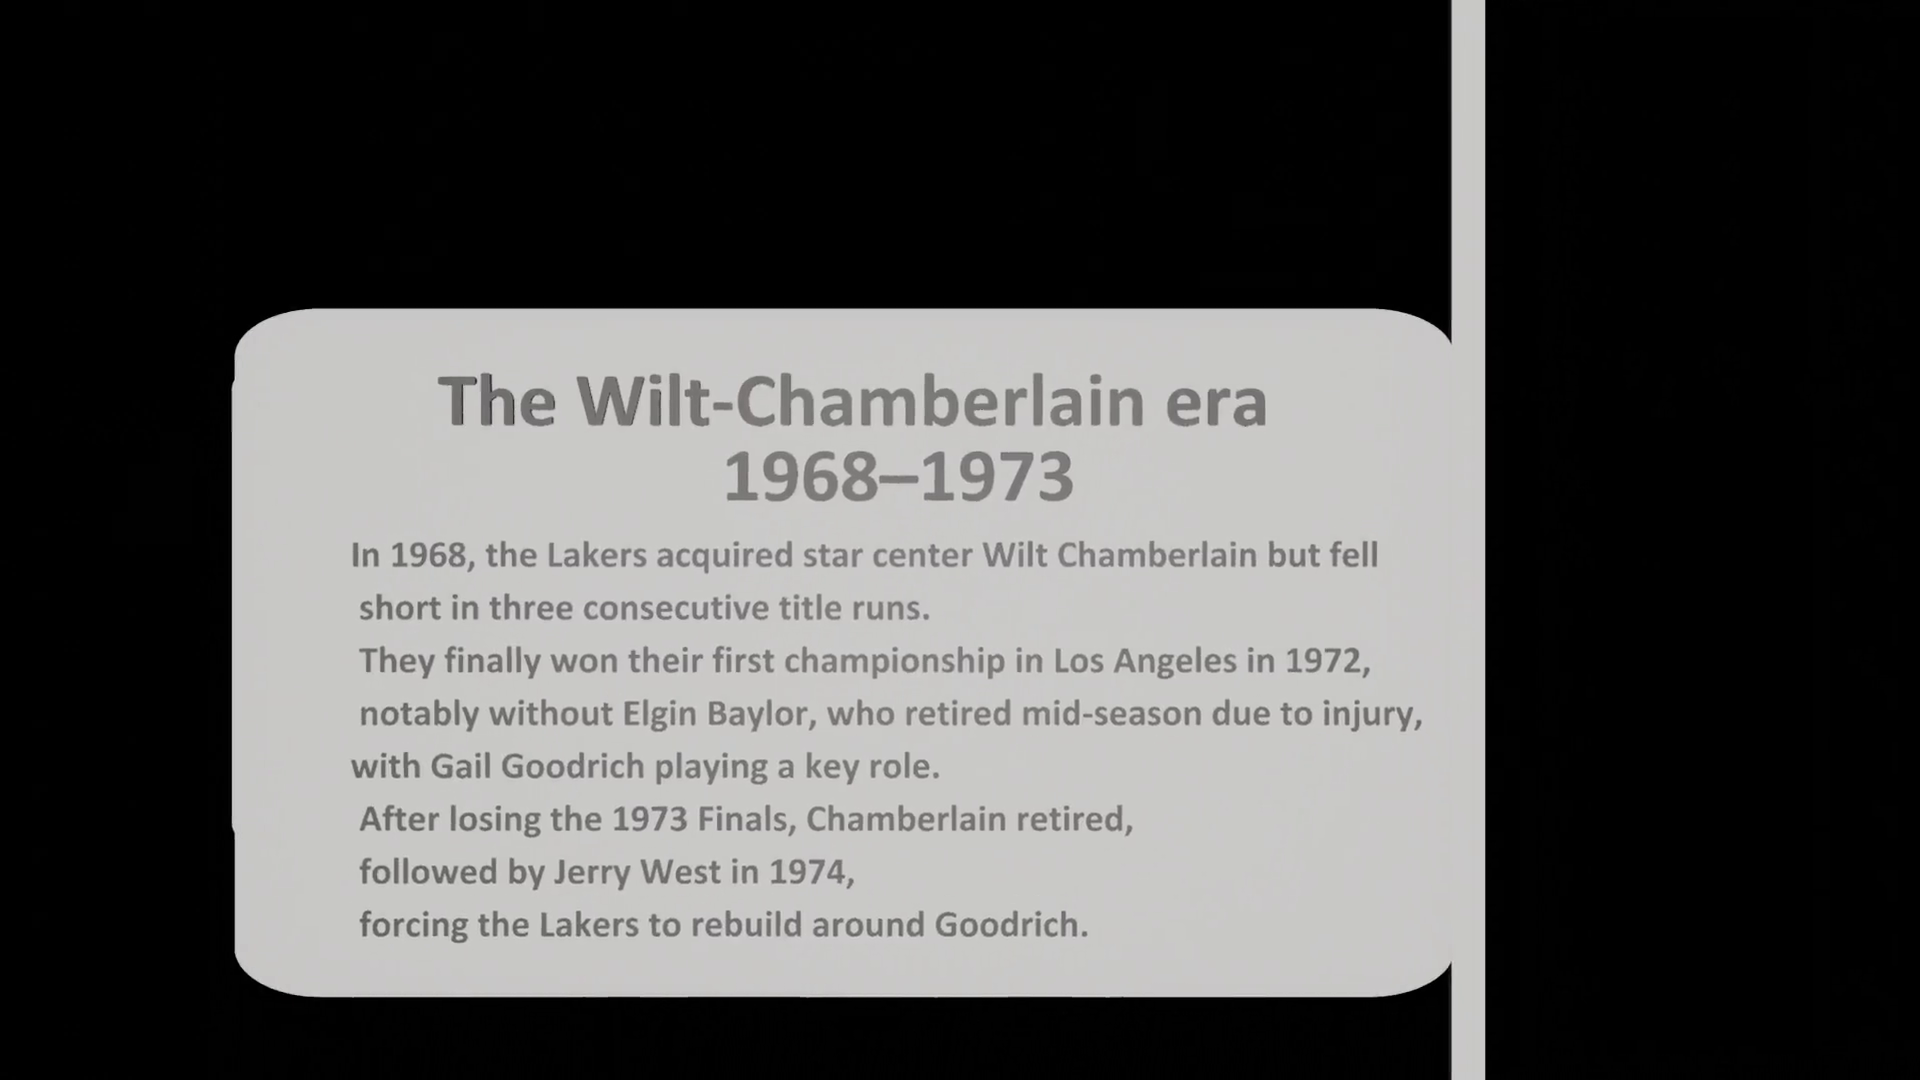 The Wilt-Chamberlain era
1968–1973
In 1968, the Lakers acquired star center Wilt Chamberlain but fell
short in three consecutive title runs.
They finally won their first championship in Los Angeles in 1972,
notably without Elgin Baylor, who retired mid-season due to injury,
with Gail Goodrich playing a key role.
After losing the 1973 Finals, Chamberlain retired,
followed by Jerry West in 1974,
forcing the Lakers to rebuild around Goodrich.